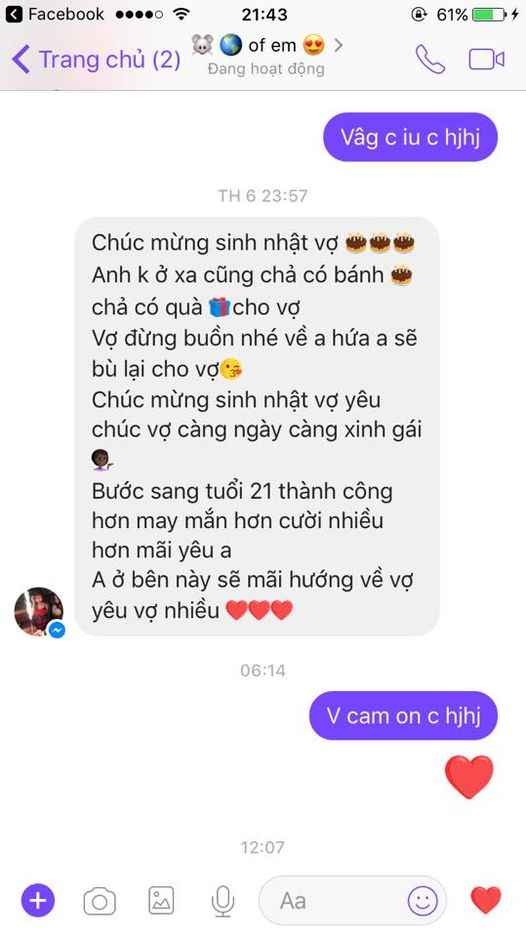 Facebook 21:43 61%
Trang chủ (2) 🐭🌎 of em 😍
Đang hoạt động
Vâg c iu c hjhj
TH 6 23:57
Chúc mừng sinh nhật vợ 🎂🎂🎂
Anh k ở xa cũng chả có bánh 🎂
chả có quà 🎁cho vợ
Vợ đừng buồn nhé về a hứa a sẽ
bù lại cho vợ😘
Chúc mừng sinh nhật vợ yêu
chúc vợ càng ngày càng xinh gái
💁🏿
Bước sang tuổi 21 thành công
hơn may mắn hơn cười nhiều
hơn mãi yêu a
A ở bên này sẽ mãi hướng về vợ
yêu vợ nhiều ❤️❤️❤️
06:14
V cam on c hjhj
❤️
12:07
Aa